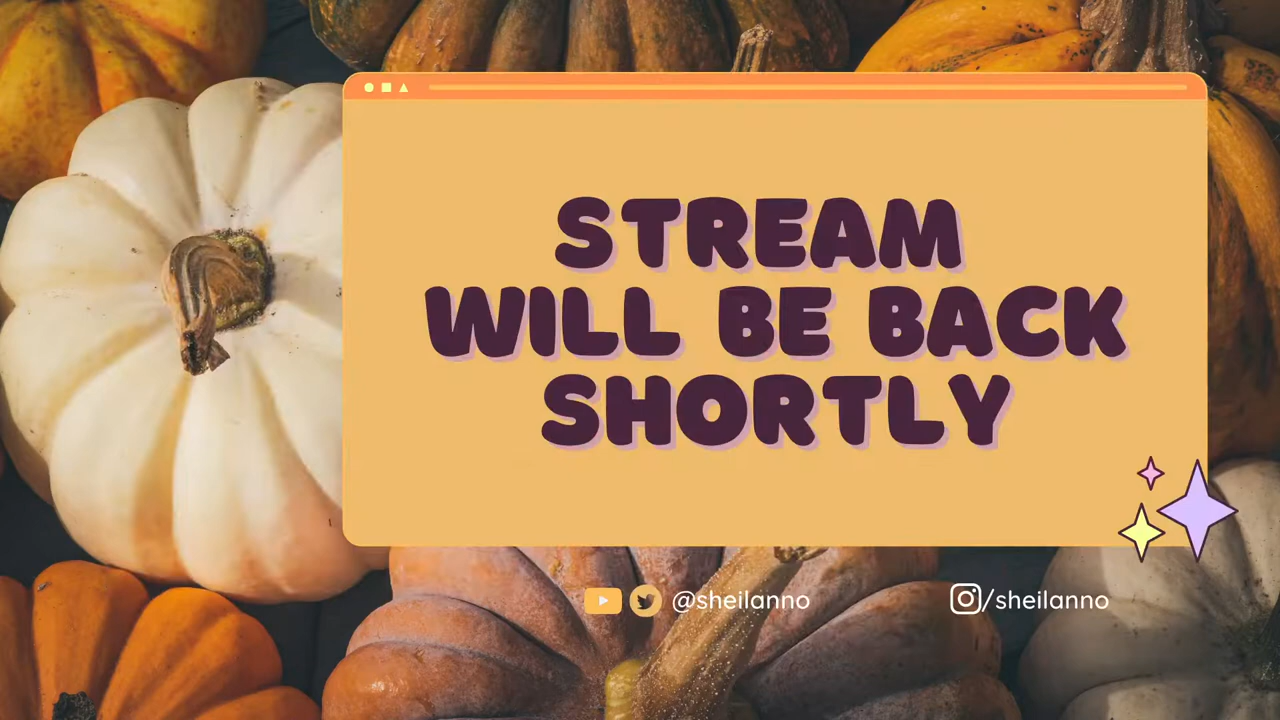 STREAM
WILL BE BACK
SHORTLY
@sheilanno
/sheilanno